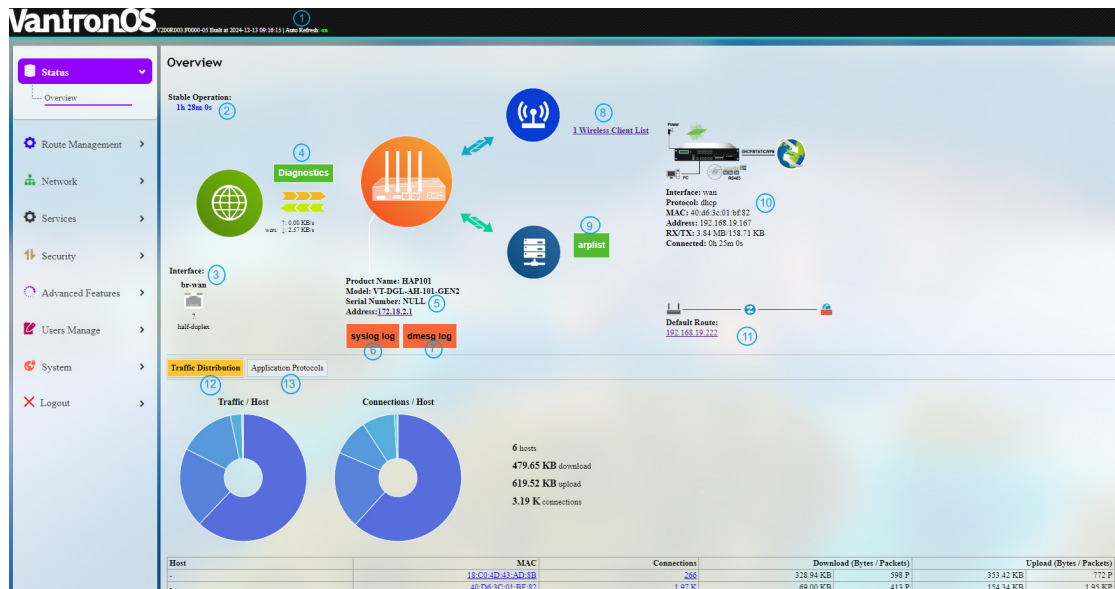 VantronOS
V200R003.F0000-05 Built at 2024-12-13 09:16:15 | Auto Refresh: on
1
Status
Overview
Route Management
Network
Services
Security
Advanced Features
Users Manage
System
Logout
Overview
Stable Operation:
1h 28m 0s
2
4
Diagnostics
↑: 0.00 KB/s
wan: ↓: 2.57 KB/s
Interface:
3
br-wan
?
half-duplex
8
1 Wireless Client List
9
arplist
Product Name: HAP101
Model: VT-DGL-AH-101-GEN2
Serial Number: NULL
5
Address:172.18.2.1
syslog log
dmesg log
6
7
Power
DHCP/STATIC/APN
PC
RS485
Interface: wan
Protocol: dhcp
MAC: 40:d6:3c:01:bf:82
10
Address: 192.168.19.167
RX/TX: 3.84 MB/158.71 KB
Connected: 0h 25m 0s
Default Route:
192.168.19.222
11
Traffic Distribution
Application Protocols
12
13
Traffic / Host
Connections / Host
6 hosts
479.65 KB download
619.52 KB upload
3.19 K connections
Host MAC Connections Download (Bytes / Packets) Upload (Bytes / Packets)
- 18:C0:4D:43:AD:8B 266 328.94 KB 598 P 353.42 KB 772 P
- 40:D6:3C:01:BF:82 1.97 K 69.00 KB 413 P 154.34 KB 1.95 KP